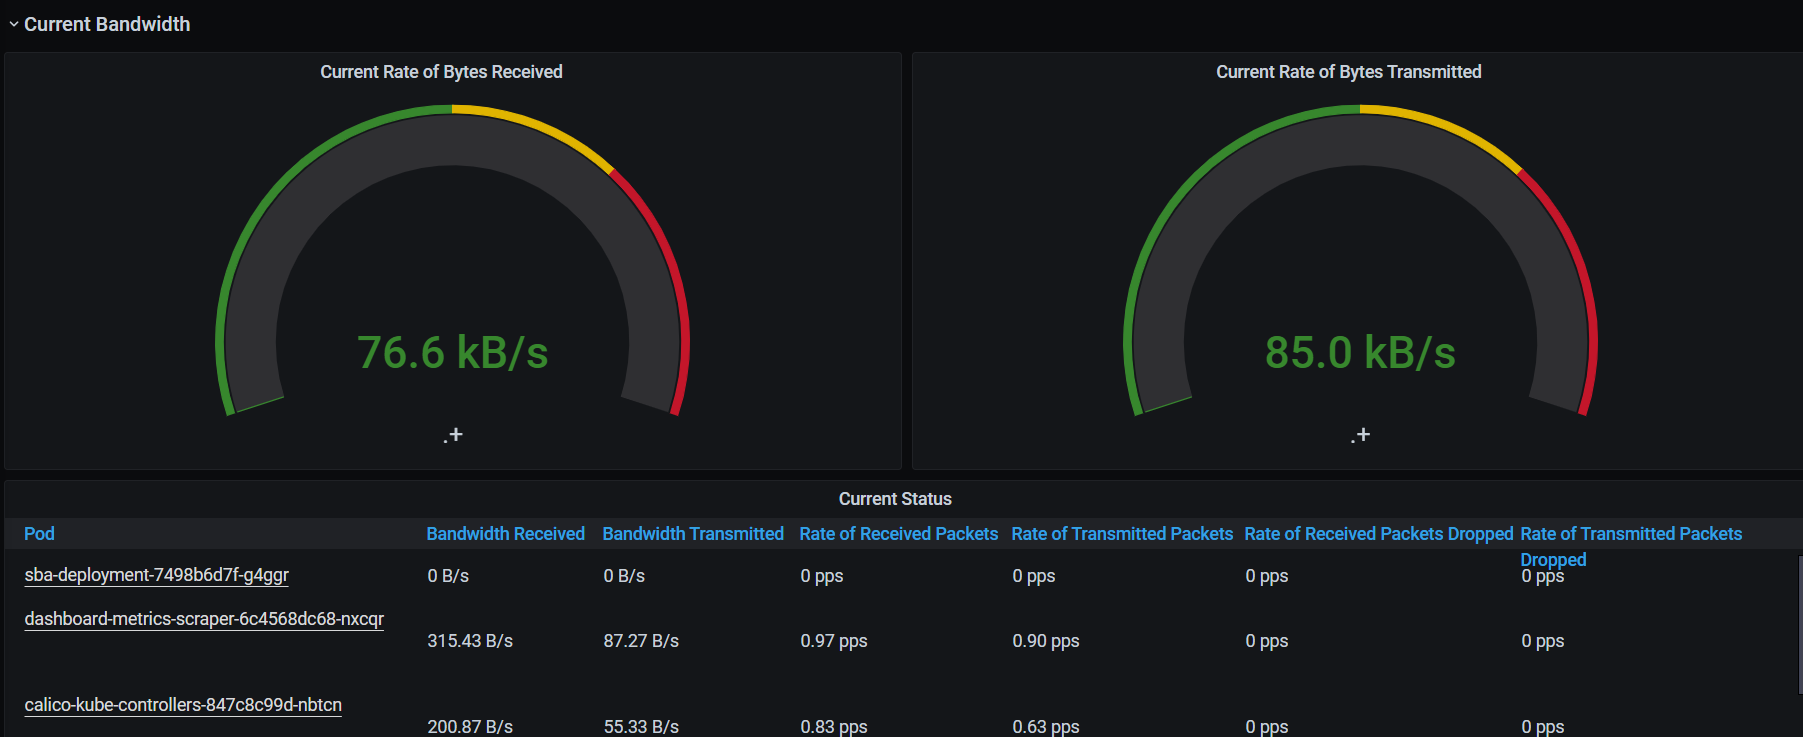 Current Bandwidth
Current Rate of Bytes Received
76.6 kB/s
.+
Current Rate of Bytes Transmitted
85.0 kB/s
.+
Current Status
Pod Bandwidth Received Bandwidth Transmitted Rate of Received Packets Rate of Transmitted Packets Rate of Received Packets Dropped Rate of Transmitted Packets
Dropped
sba-deployment-7498b6d7f-g4ggr 0 B/s 0 B/s 0 pps 0 pps 0 pps 0 pps
dashboard-metrics-scraper-6c4568dc68-nxcqr
315.43 B/s 87.27 B/s 0.97 pps 0.90 pps 0 pps 0 pps
calico-kube-controllers-847c8c99d-nbtcn
200.87 B/s 55.33 B/s 0.83 pps 0.63 pps 0 pps 0 pps